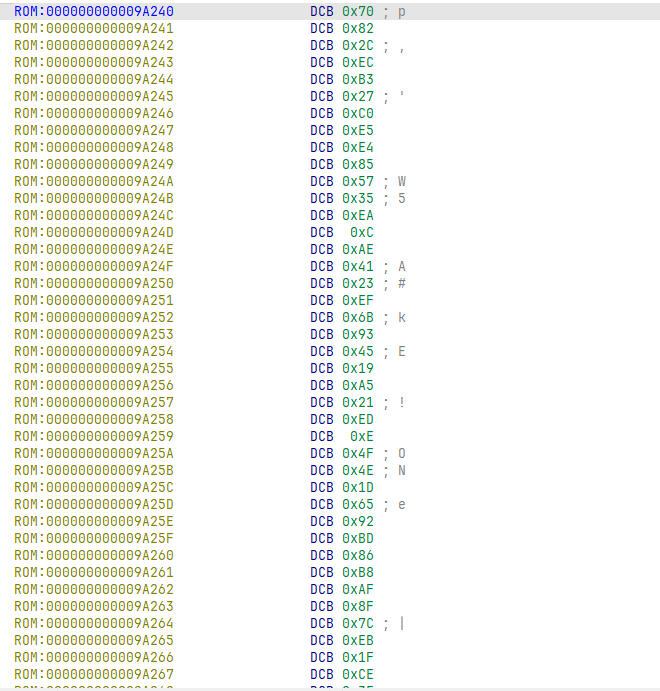 ROM:000000000009A240 DCB 0x70 ; p
ROM:000000000009A241 DCB 0x82
ROM:000000000009A242 DCB 0x2C ; ,
ROM:000000000009A243 DCB 0xEC
ROM:000000000009A244 DCB 0xB3
ROM:000000000009A245 DCB 0x27 ; '
ROM:000000000009A246 DCB 0xC0
ROM:000000000009A247 DCB 0xE5
ROM:000000000009A248 DCB 0xE4
ROM:000000000009A249 DCB 0x85
ROM:000000000009A24A DCB 0x57 ; W
ROM:000000000009A24B DCB 0x35 ; 5
ROM:000000000009A24C DCB 0xEA
ROM:000000000009A24D DCB 0xC
ROM:000000000009A24E DCB 0xAE
ROM:000000000009A24F DCB 0x41 ; A
ROM:000000000009A250 DCB 0x23 ; #
ROM:000000000009A251 DCB 0xEF
ROM:000000000009A252 DCB 0x6B ; k
ROM:000000000009A253 DCB 0x93
ROM:000000000009A254 DCB 0x45 ; E
ROM:000000000009A255 DCB 0x19
ROM:000000000009A256 DCB 0xA5
ROM:000000000009A257 DCB 0x21 ; !
ROM:000000000009A258 DCB 0xED
ROM:000000000009A259 DCB 0xE
ROM:000000000009A25A DCB 0x4F ; O
ROM:000000000009A25B DCB 0x4E ; N
ROM:000000000009A25C DCB 0x1D
ROM:000000000009A25D DCB 0x65 ; e
ROM:000000000009A25E DCB 0x92
ROM:000000000009A25F DCB 0xBD
ROM:000000000009A260 DCB 0x86
ROM:000000000009A261 DCB 0xB8
ROM:000000000009A262 DCB 0xAF
ROM:000000000009A263 DCB 0x8F
ROM:000000000009A264 DCB 0x7C ; |
ROM:000000000009A265 DCB 0xEB
ROM:000000000009A266 DCB 0x1F
ROM:000000000009A267 DCB 0xCE